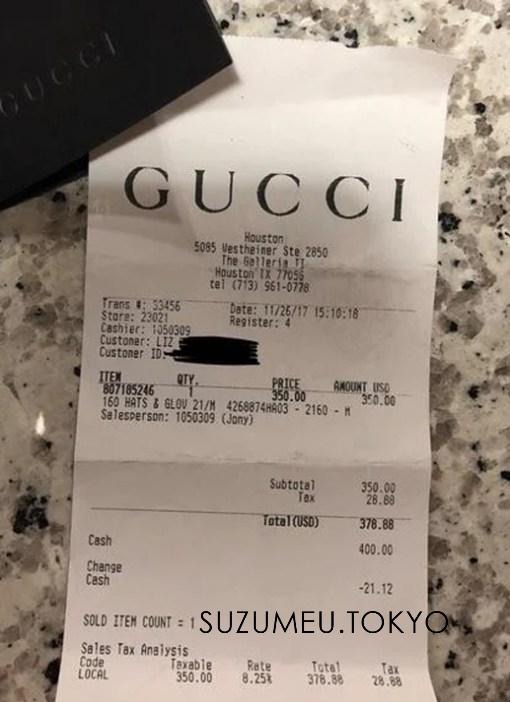 GUCCI
GUCCI
Houston
5085 Westheimer Ste 2850
The Galleria II
Houston TX 77056
tel (713) 961-0778
Trans #: 33456 Date: 11/26/17 15:10:18
Store: 23021 Register: 4
Cashier: 1050309
Customer: LIZ
Customer ID:
ITEM QTY. PRICE AMOUNT USD
807185246 1 350.00 350.00
160 HATS & GLOV 21/M 4268874HA03 - 2160 - M
Salesperson: 1050309 (Jony)
Subtotal 350.00
Tax 28.88
Total(USD) 378.88
Cash 400.00
Change
Cash -21.12
SOLD ITEM COUNT = 1
SUZUMEU.TOKYO
Sales Tax Analysis
Code Taxable Rate Total Tax
LOCAL 350.00 8.25% 378.88 28.88